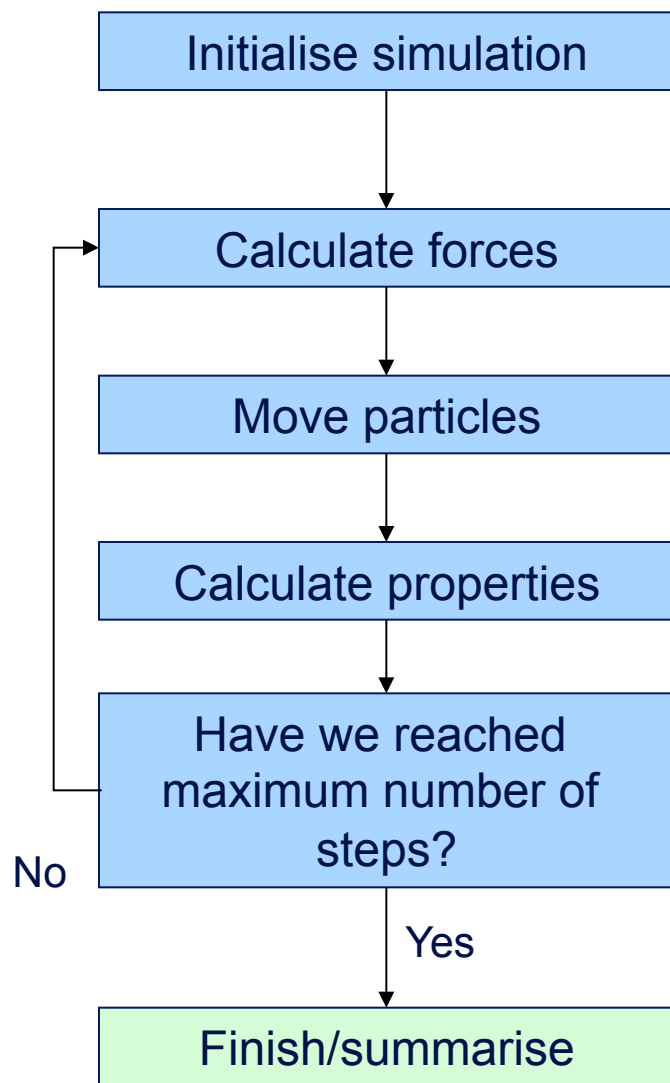 Initialise simulation
Calculate forces
Move particles
Calculate properties
Have we reached
maximum number of
steps?
No
Yes
Finish/summarise